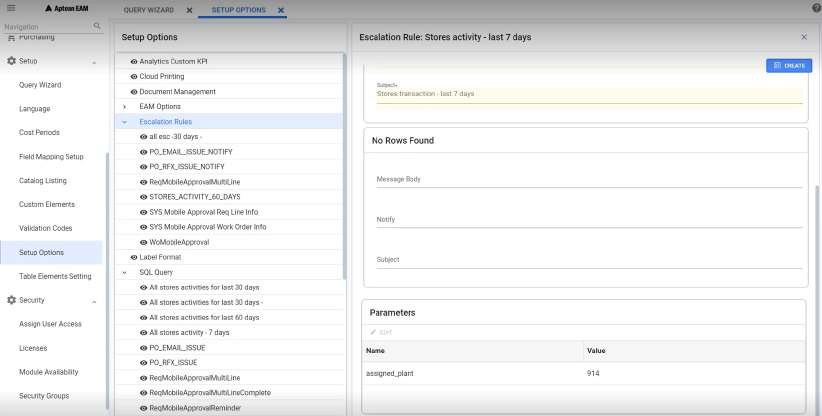 Aptean EAM
QUERY WIZARD
SETUP OPTIONS
Navigation
Purchasing
Setup
Query Wizard
Language
Cost Periods
Field Mapping Setup
Catalog Listing
Custom Elements
Validation Codes
Setup Options
Table Elements Setting
Security
Assign User Access
Licenses
Module Availability
Security Groups
Setup Options
Analytics Custom KPI
Cloud Printing
Document Management
EAM Options
Escalation Rules
all esc -30 days -
PO_EMAIL_ISSUE_NOTIFY
PO_RFX_ISSUE_NOTIFY
ReqMobileApprovalMultiLine
STORES_ACTIVITY_60_DAYS
SYS Mobile Approval Req Line Info
SYS Mobile Approval Work Order Info
WoMobileApproval
Label Format
SQL Query
All stores activities for last 30 days
All stores activities for last 30 days -
All stores activities for last 60 days
All stores activity - 7 days
PO_EMAIL_ISSUE
PO_RFX_ISSUE
ReqMobileApprovalMultiLine
ReqMobileApprovalMultiLineComplete
ReqMobileApprovalReminder
Escalation Rule: Stores activity - last 7 days
CREATE
Subject*
Stores transaction - last 7 days
No Rows Found
Message Body
Notify
Subject
Parameters
EDIT
Name Value
assigned_plant 914